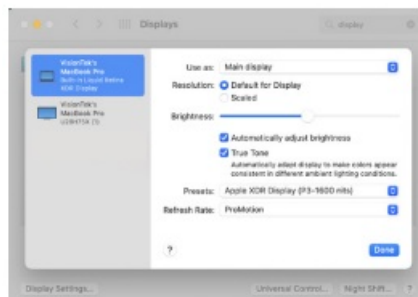 Displays
display
VisionTek's
MacBook Pro
Built-in Liquid Retina
XDR Display
VisionTek's
MacBook Pro
Use as: Main display
Resolution: Default for Display
Scaled
Brightness:
Automatically adjust brightness
True Tone
Automatically adapt display to make colors appear
consistent in different ambient lighting conditions.
Presets: Apple XDR Display (P3-1600 nits)
Refresh Rate: ProMotion
?
Done
Display Settings...
Universal Control...
Night Shift...
?